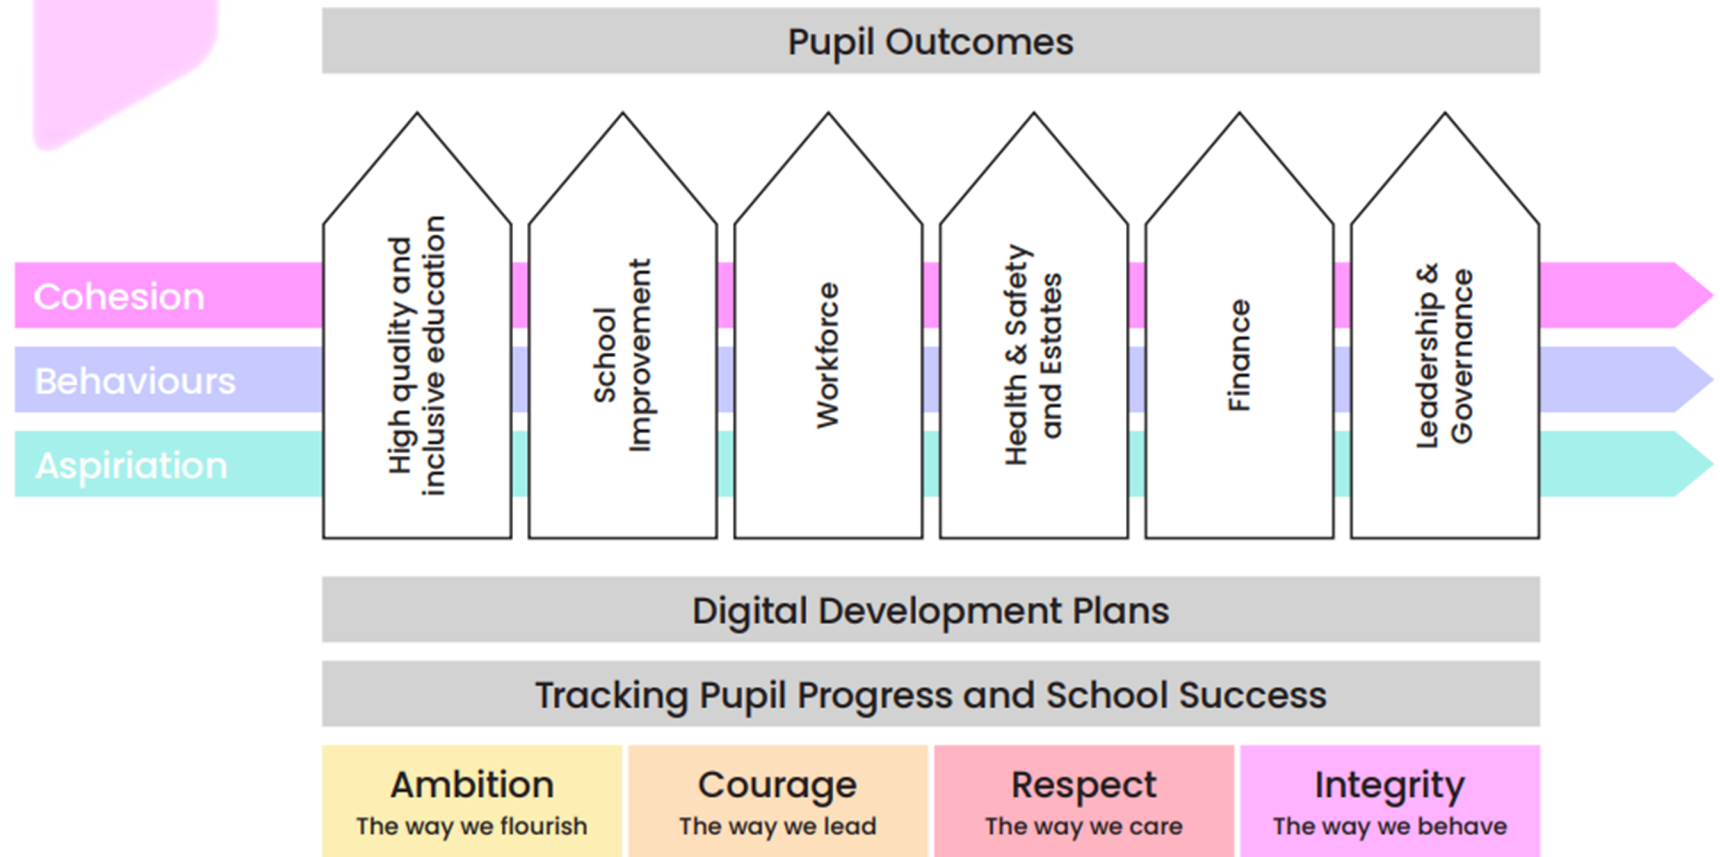 Pupil Outcomes
Cohesion
Behaviours
Aspiriation
High quality and
inclusive education
School
Improvement
Workforce
Health & Safety
and Estates
Finance
Leadership &
Governance
Digital Development Plans
Tracking Pupil Progress and School Success
Ambition
The way we flourish
Courage
The way we lead
Respect
The way we care
Integrity
The way we behave